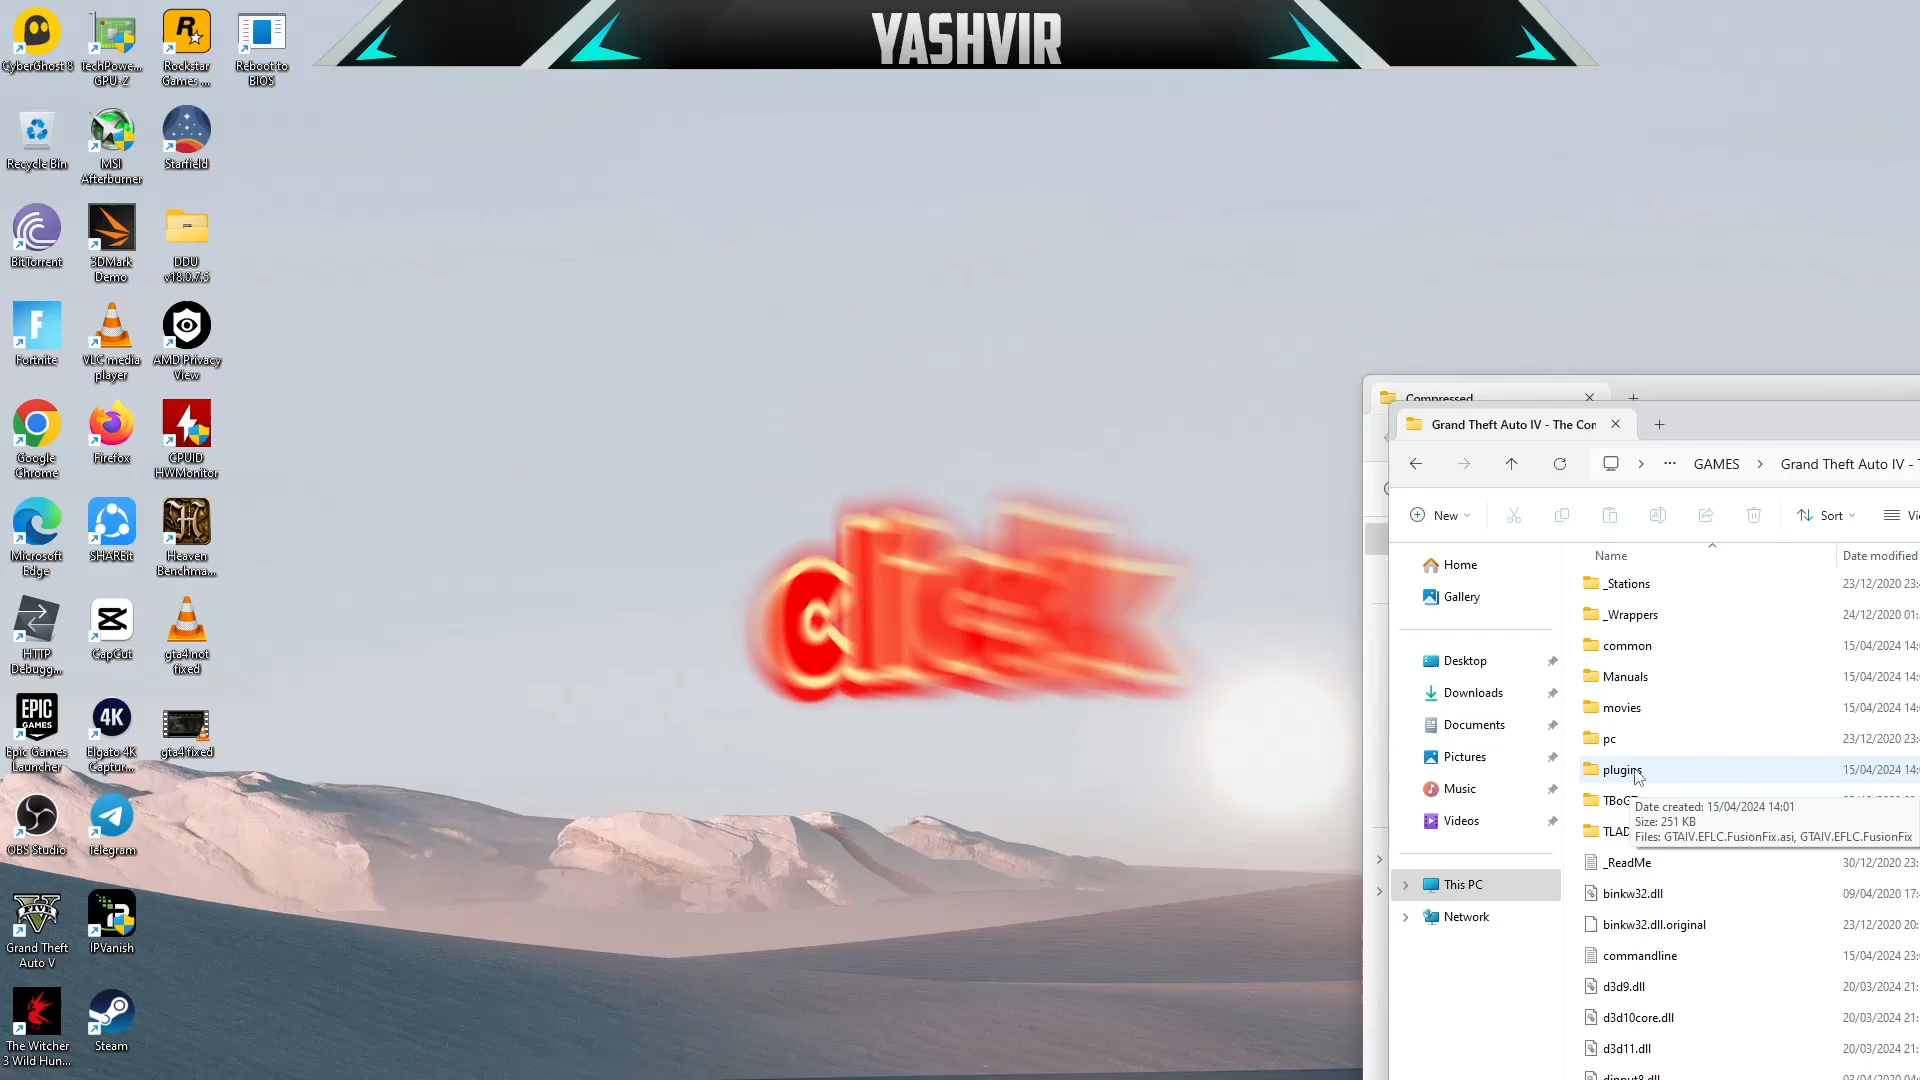 YASHVIR
CyberGhost 8
TechPowe...
GPU-Z
Rockstar
Games ...
Reboot to
BIOS
Recycle Bin
MSI
Afterburner
Starfield
BitTorrent
3DMark
Demo
DDU
v18.0.7.5
Fortnite
VLC media
player
AMD Privacy
View
Google
Chrome
Firefox
CPUID
HWMonitor
Microsoft
Edge
SHAREit
Heaven
Benchma...
HTTP
Debugg...
CapCut
gta4 not
fixed
EPIC
GAMES
Epic Games
Launcher
4K
Elgato 4K
Captur...
gta4 fixed
OBS Studio
Telegram
Grand Theft
Auto V
IPVanish
The Witcher
3 Wild Hun...
Steam
Compressed
Grand Theft Auto IV - The Con
GAMES
Grand Theft Auto IV -
New
Sort
Name
Date modified
Home
Gallery
Desktop
Downloads
Documents
Pictures
Music
Videos
This PC
Network
_Stations 23/12/2020 23:
_Wrappers 24/12/2020 01:
common 15/04/2024 14:
Manuals 15/04/2024 14:
movies 15/04/2024 14:
pc 23/12/2020 23:
plugins 15/04/2024 14:
TBoGT
TLAD
Date created: 15/04/2024 14:01
Size: 251 KB
Files: GTAIV.EFLC.FusionFix.asi, GTAIV.EFLC.FusionFix
_ReadMe 30/12/2020 23:
binkw32.dll 09/04/2020 17:
binkw32.dll.original 23/12/2020 20:
commandline 15/04/2024 23:
d3d9.dll 20/03/2024 21:
d3d10core.dll 20/03/2024 21:
d3d11.dll 20/03/2024 21:
dinput8.dll